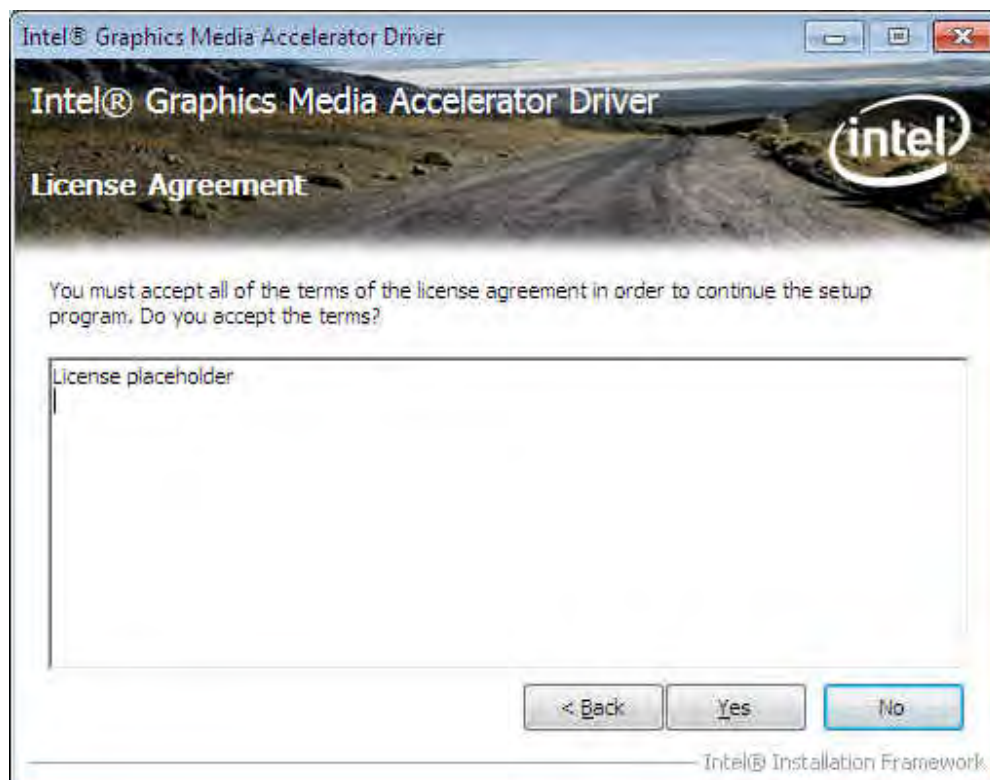 Intel® Graphics Media Accelerator Driver
Intel® Graphics Media Accelerator Driver
intel
License Agreement
You must accept all of the terms of the license agreement in order to continue the setup
program. Do you accept the terms?
License placeholder
< Back
Yes
No
Intel® Installation Framework